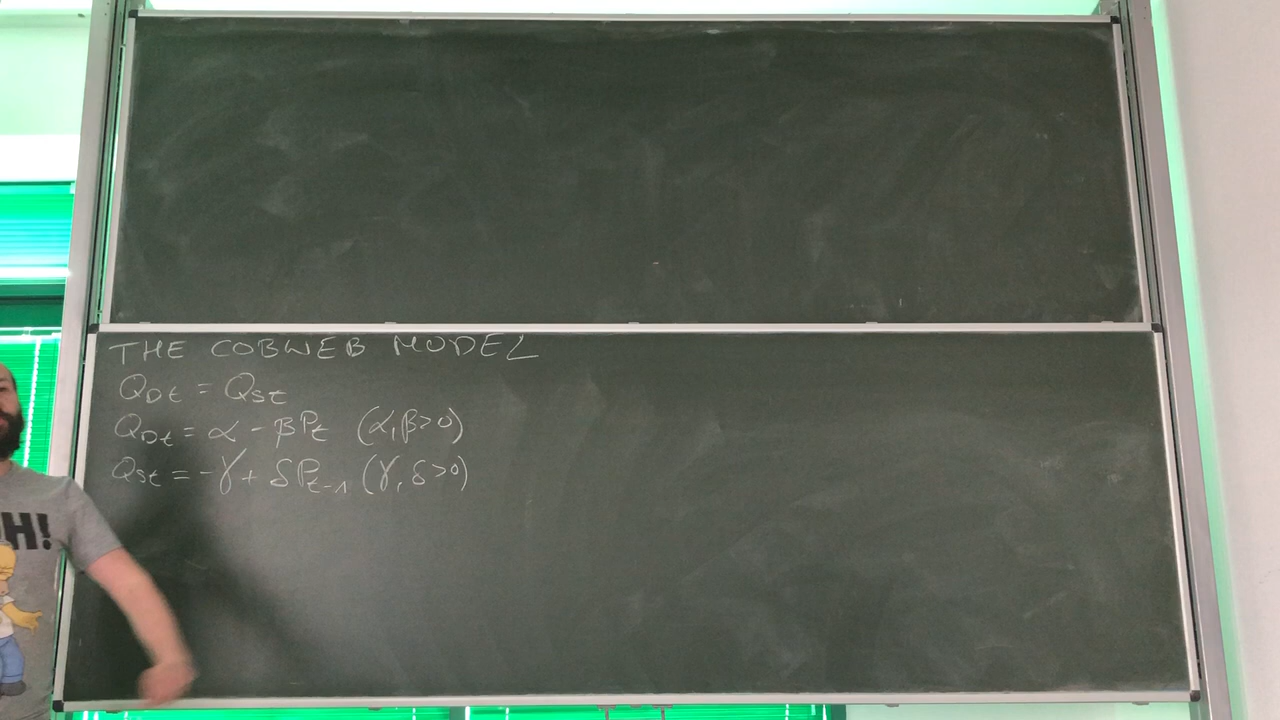 THE COBWEB MODEL
Q_Dt = Q_St
Q_Dt = α - βP_t (α, β > 0)
Q_St = -γ + δP_t-1 (γ, δ > 0)
H!